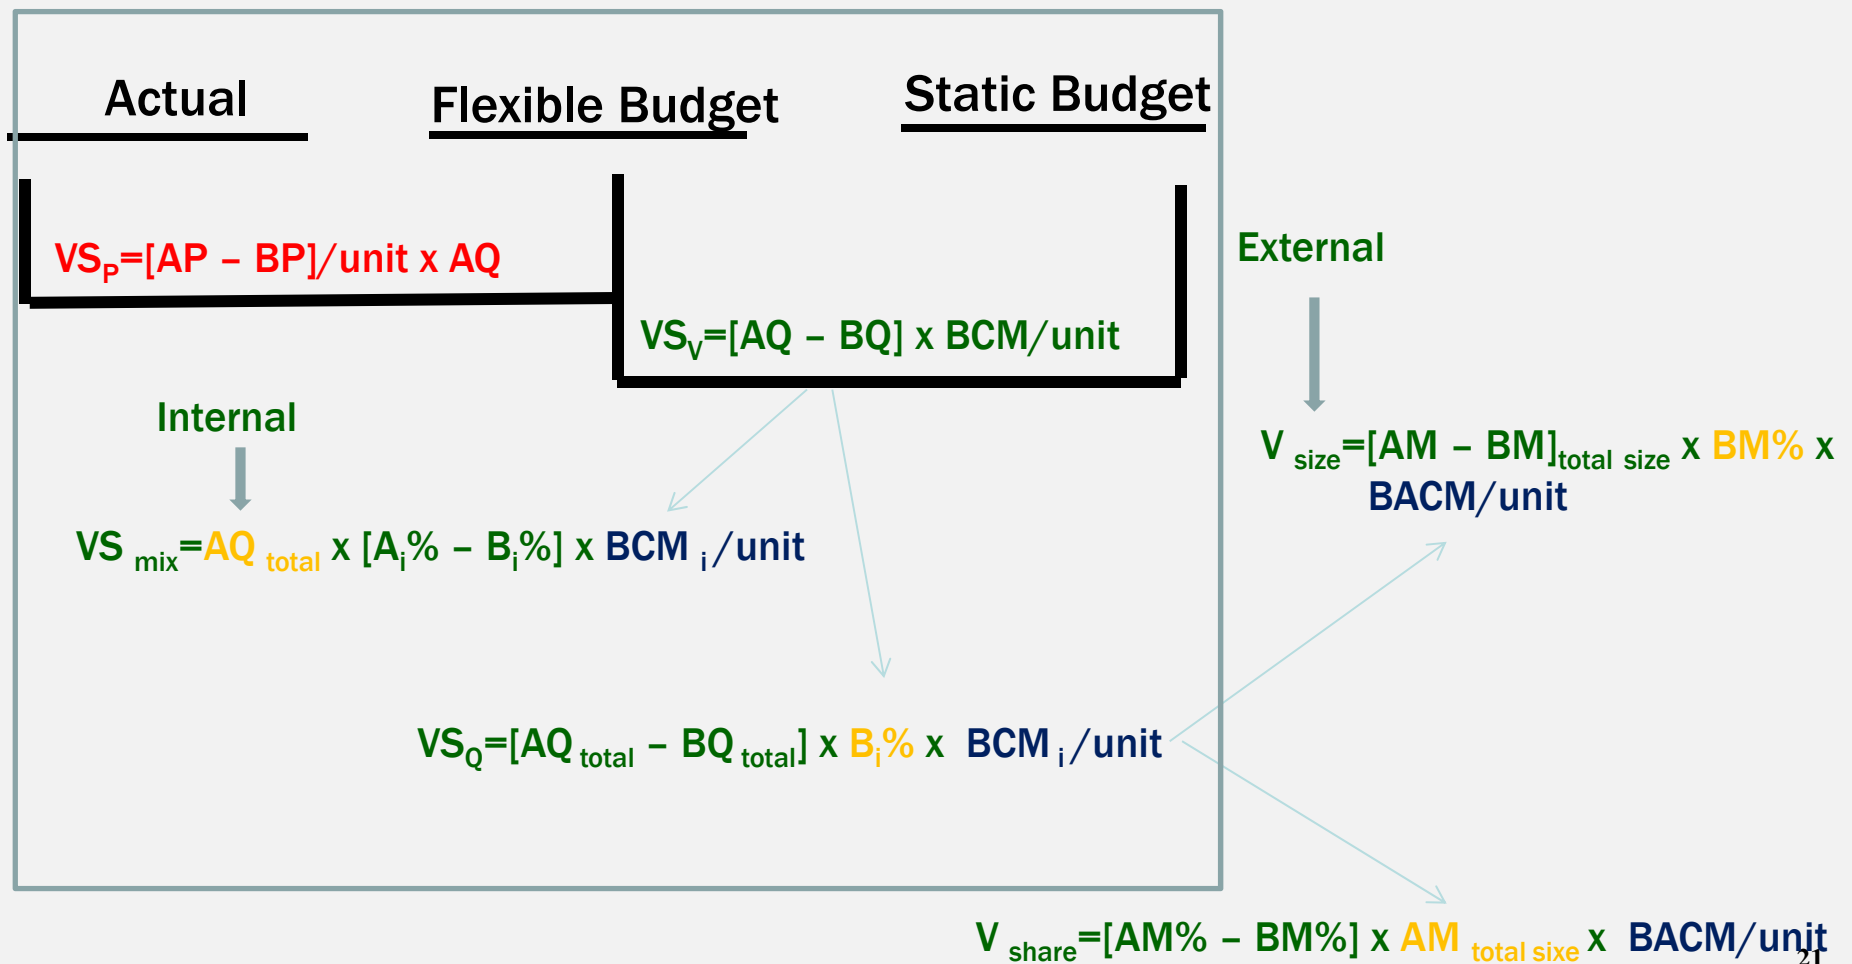 Actual
Flexible Budget
Static Budget
VSP=[AP – BP]/unit x AQ
External
VSV=[AQ – BQ] x BCM/unit
Internal
V size=[AM – BM]total size x BM% x
BACM/unit
VS mix=AQ total x [Ai% – Bi%] x BCM i/unit
VSQ=[AQ total – BQ total] x Bi% x BCM i/unit
V share=[AM% – BM%] x AM total sixe x BACM/unit
21